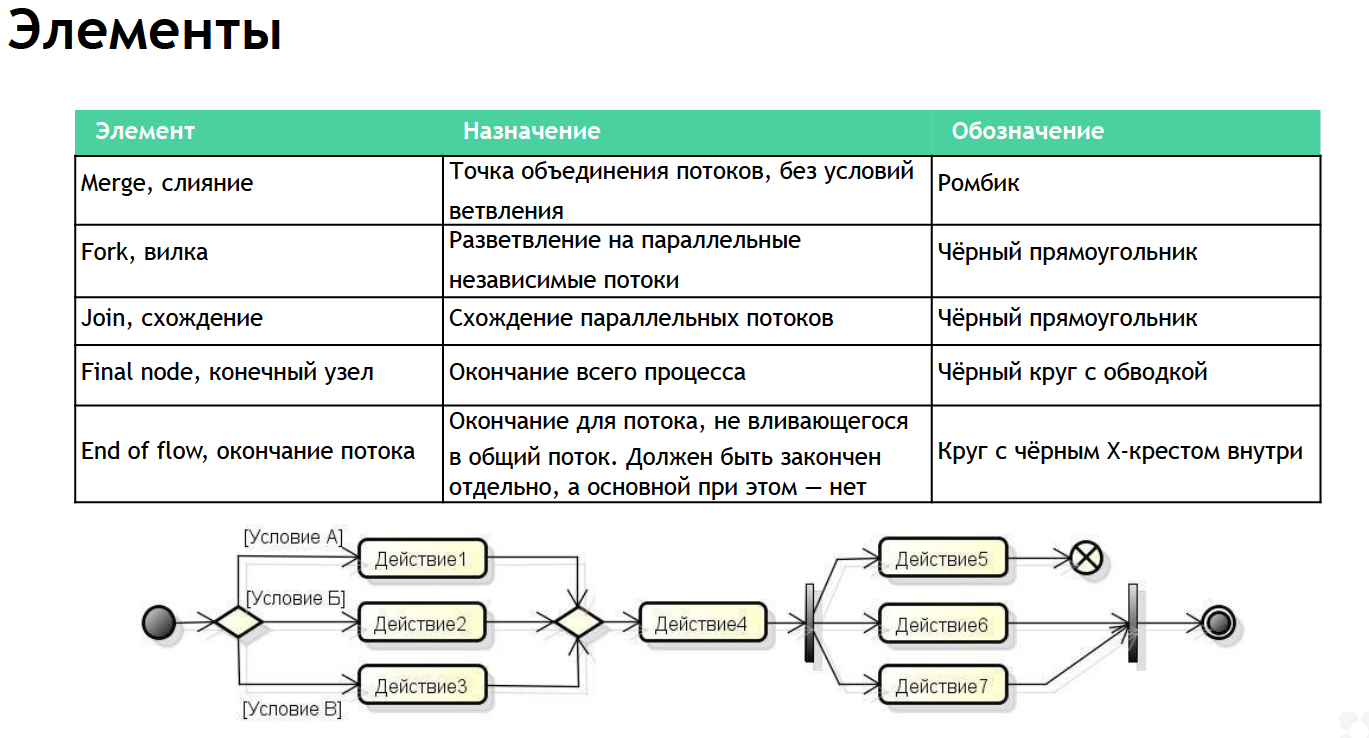 Элементы
Элемент Назначение Обозначение
Merge, слияние
Точка объединения потоков, без условий
ветвления
Ромбик
Fork, вилка
Разветвление на параллельные
независимые потоки
Чёрный прямоугольник
Join, схождение
Схождение параллельных потоков
Чёрный прямоугольник
Final node, конечный узел
Окончание всего процесса
Чёрный круг с обводкой
End of flow, окончание потока
Окончание для потока, не вливающегося
в общий поток. Должен быть закончен
отдельно, а основной при этом — нет
Круг с чёрным X-крестом внутри
[Условие А]
Действие1
[Условие Б]
Действие2
Действие3
[Условие В]
Действие4
Действие5
Действие6
Действие7